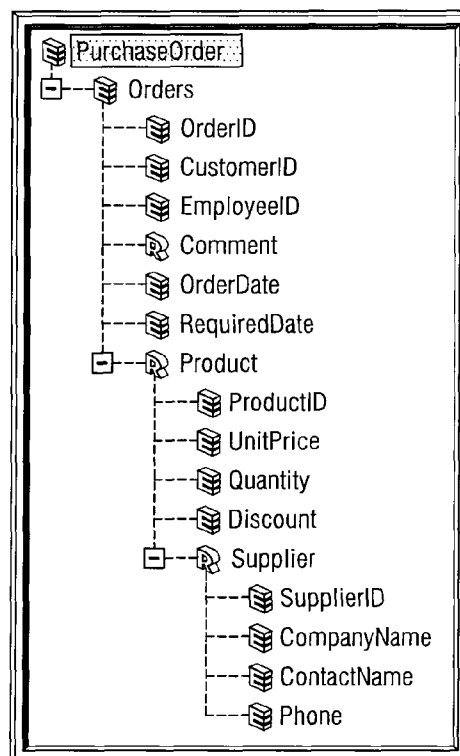 PurchaseOrder
Orders
OrderID
CustomerID
EmployeeID
Comment
OrderDate
RequiredDate
Product
ProductID
UnitPrice
Quantity
Discount
Supplier
SupplierID
CompanyName
ContactName
Phone